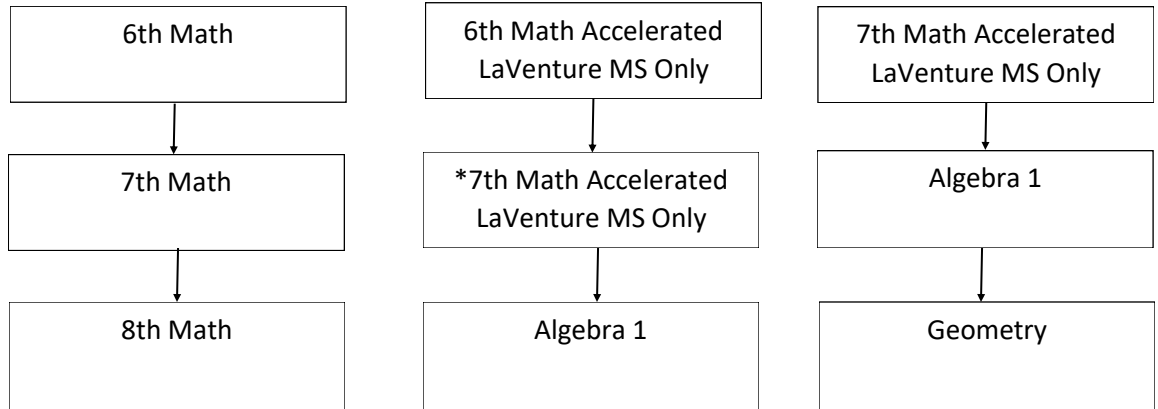 6th Math
6th Math Accelerated
LaVenture MS Only
7th Math Accelerated
LaVenture MS Only
7th Math
*7th Math Accelerated
LaVenture MS Only
Algebra 1
8th Math
Algebra 1
Geometry